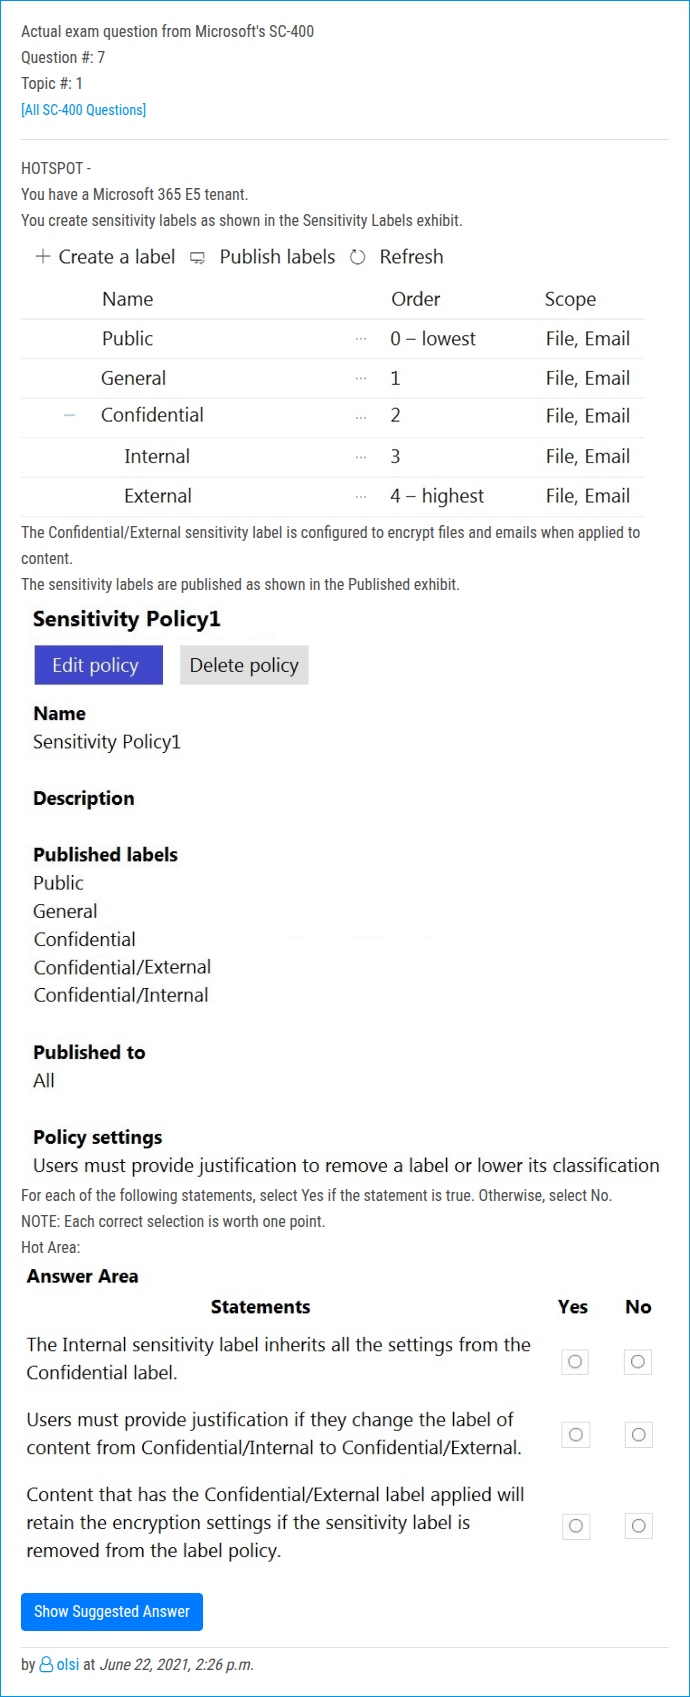 Actual exam question from Microsoft's SC-400
Question #: 7
Topic #: 1
[All SC-400 Questions]
HOTSPOT -
You have a Microsoft 365 E5 tenant.
You create sensitivity labels as shown in the Sensitivity Labels exhibit.
+ Create a label Publish labels Refresh
Name Order Scope
Public ... 0 – lowest File, Email
General ... 1 File, Email
– Confidential ... 2 File, Email
Internal ... 3 File, Email
External ... 4 – highest File, Email
The Confidential/External sensitivity label is configured to encrypt files and emails when applied to
content.
The sensitivity labels are published as shown in the Published exhibit.
Sensitivity Policy1
Edit policy Delete policy
Name
Sensitivity Policy1
Description
Published labels
Public
General
Confidential
Confidential/External
Confidential/Internal
Published to
All
Policy settings
Users must provide justification to remove a label or lower its classification
For each of the following statements, select Yes if the statement is true. Otherwise, select No.
NOTE: Each correct selection is worth one point.
Hot Area:
Answer Area
Statements Yes No
The Internal sensitivity label inherits all the settings from the
Confidential label.
Users must provide justification if they change the label of
content from Confidential/Internal to Confidential/External.
Content that has the Confidential/External label applied will
retain the encryption settings if the sensitivity label is
removed from the label policy.
Show Suggested Answer
by olsi at June 22, 2021, 2:26 p.m.